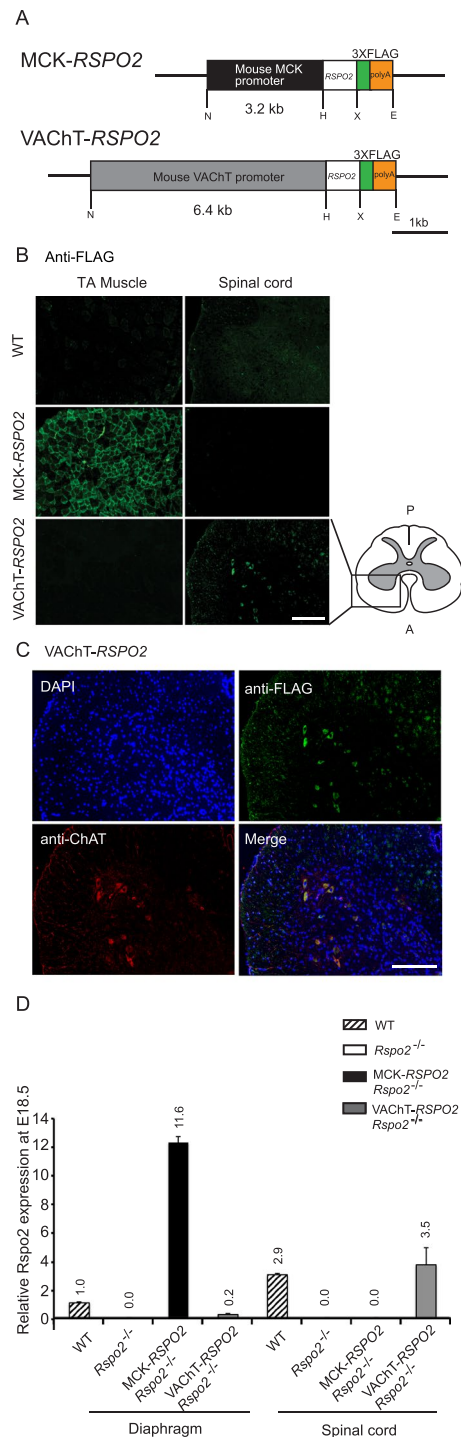 A
MCK-RSPO2
Mouse MCK
promoter
RSPO2
3XFLAG
polyA
N
H
X
E
3.2 kb
VAChT-RSPO2
3XFLAG
Mouse VAChT promoter
RSPO2
polyA
N
H
X
E
6.4 kb
1kb
B
Anti-FLAG
TA Muscle
Spinal cord
WT
MCK-RSPO2
VAChT-RSPO2
P
A
C
VAChT-RSPO2
DAPI
anti-FLAG
anti-ChAT
Merge
D
WT
Rspo2 -/-
MCK-RSPO2
Rspo2 -/-
VAChT-RSPO2
Rspo2 -/-
Relative Rspo2 expression at E18.5
14
12
10
8
6
4
2
0
1.0
0.0
11.6
0.2
2.9
0.0
0.0
3.5
WT
Rspo2 -/-
MCK-RSPO2
Rspo2 -/-
VAChT-RSPO2
Rspo2 -/-
WT
Rspo2 -/-
MCK-RSPO2
Rspo2 -/-
VAChT-RSPO2
Rspo2 -/-
Diaphragm
Spinal cord